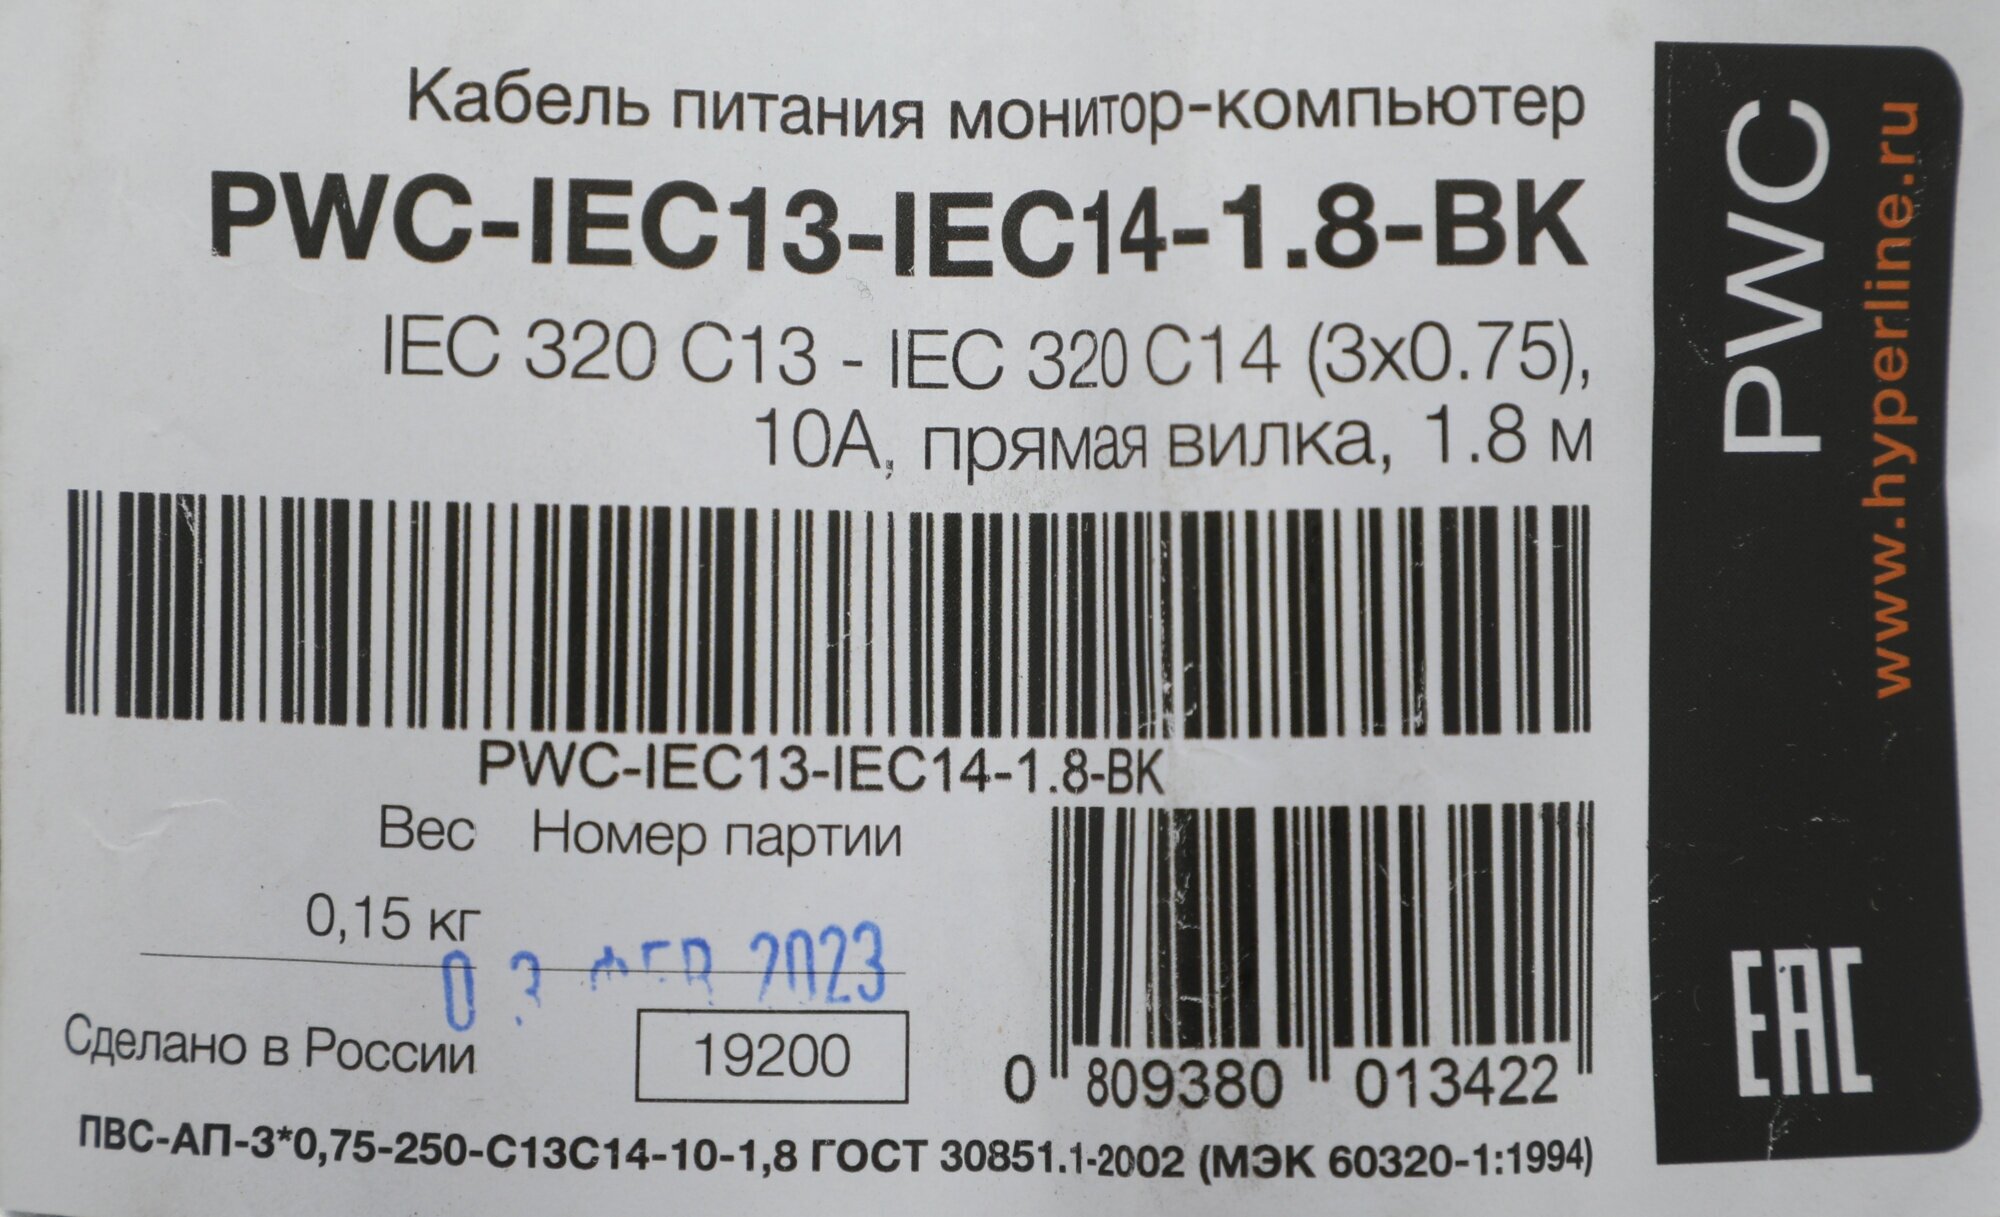 Кабель питания монитор-компьютер
PWC-IEC13-IEC14-1.8-BK
IEC 320 C13 - IEC 320 C14 (3x0.75),
10A, прямая вилка, 1.8 м
PWC-IEC13-IEC14-1.8-BK
Вес Номер партии
0,15 кг
03 ФЕВ 2023
Сделано в России
19200
0 809380 013422
ПВС-АП-3*0,75-250-С13С14-10-1,8 ГОСТ 30851.1-2002 (МЭК 60320-1:1994)
PWC
www.hyperline.ru
EAC